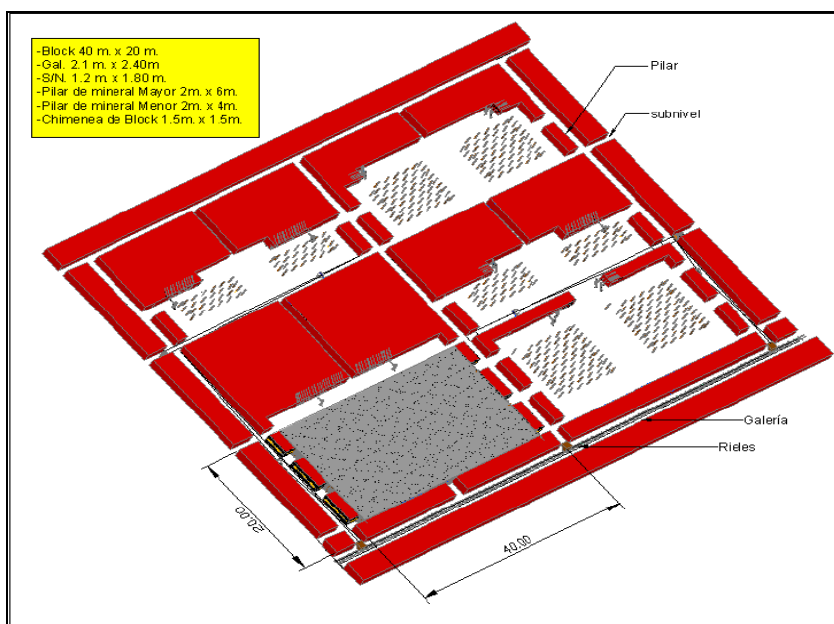 -Block 40 m. x 20 m.
-Gal. 2.1 m. x 2.40m
-S/N. 1.2 m. x 1.80 m.
-Pilar de mineral Mayor 2m. x 6m.
-Pilar de mineral Menor 2m. x 4m.
-Chimenea de Block 1.5m. x 1.5m.
Pilar
subnivel
Galería
Rieles
20.00
40.00